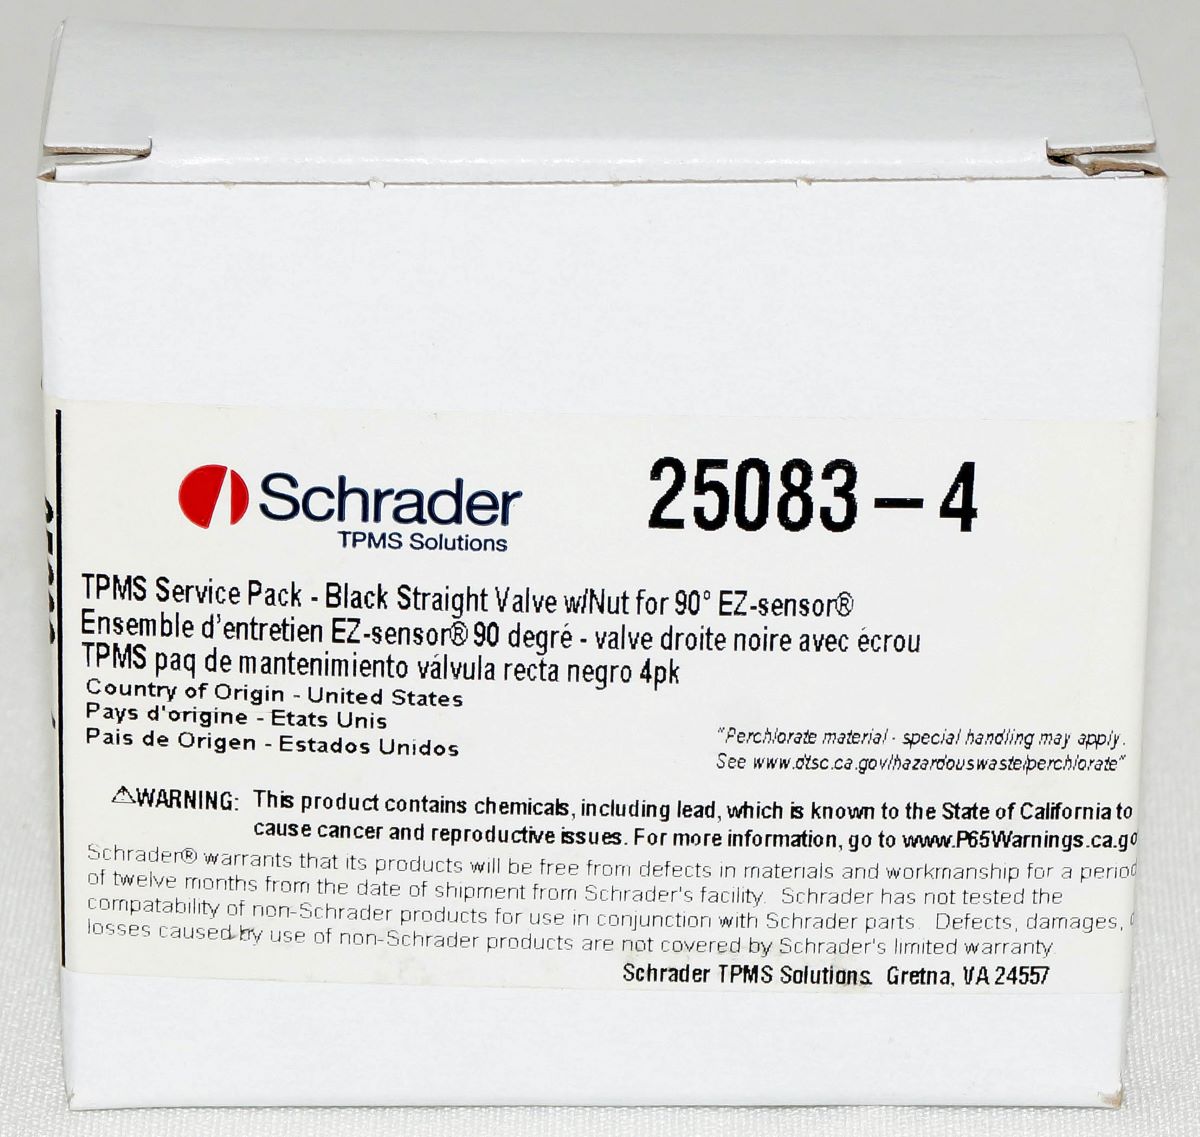 Schrader
TPMS Solutions
25083-4
TPMS Service Pack - Black Straight Valve w/Nut for 90° EZ-sensor®
Ensemble d'entretien EZ-sensor® 90 degré - valve droite noire avec écrou
TPMS paq de mantenimiento válvula recta negro 4pk
Country of Origin - United States
Pays d'origine - Etats Unis
Pais de Origen - Estados Unidos
"Perchlorate material - special handling may apply.
See www.dtsc.ca.gov/hazardouswaste/perchlorate"
⚠WARNING: This product contains chemicals, including lead, which is known to the State of California to
cause cancer and reproductive issues. For more information, go to www.P65Warnings.ca.go
Schrader® warrants that its products will be free from defects in materials and workmanship for a period
of twelve months from the date of shipment from Schrader's facility. Schrader has not tested the
compatability of non-Schrader products for use in conjunction with Schrader parts. Defects, damages,
losses caused by use of non-Schrader products are not covered by Schrader's limited warranty.
Schrader TPMS Solutions. Gretna, VA 24557